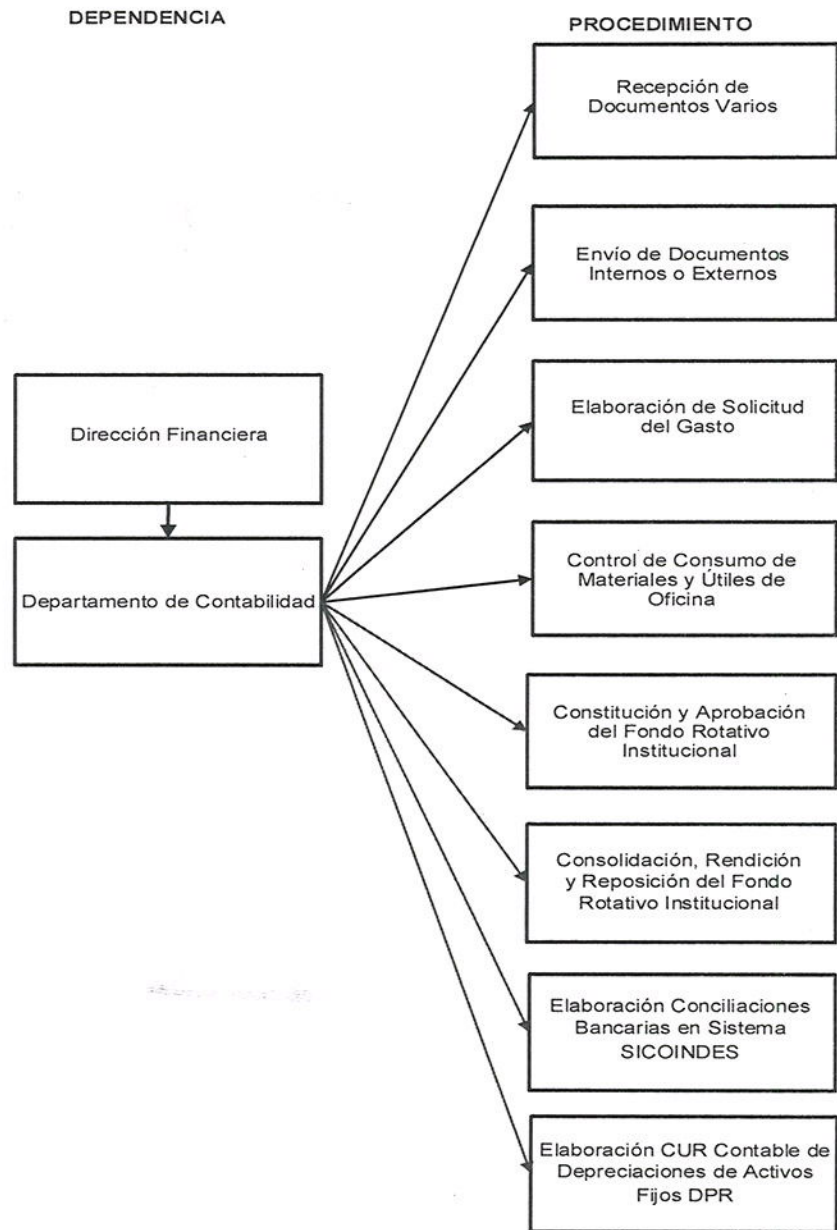 DEPENDENCIA
PROCEDIMIENTO
Recepción de
Documentos Varios
Envío de Documentos
Internos o Externos
Dirección Financiera
Elaboración de Solicitud
del Gasto
Departamento de Contabilidad
Control de Consumo de
Materiales y Útiles de
Oficina
Constitución y Aprobación
del Fondo Rotativo
Institucional
Consolidación, Rendición
y Reposición del Fondo
Rotativo Institucional
Elaboración Conciliaciones
Bancarias en Sistema
SICOINDES
Elaboración CUR Contable de
Depreciaciones de Activos
Fijos DPR